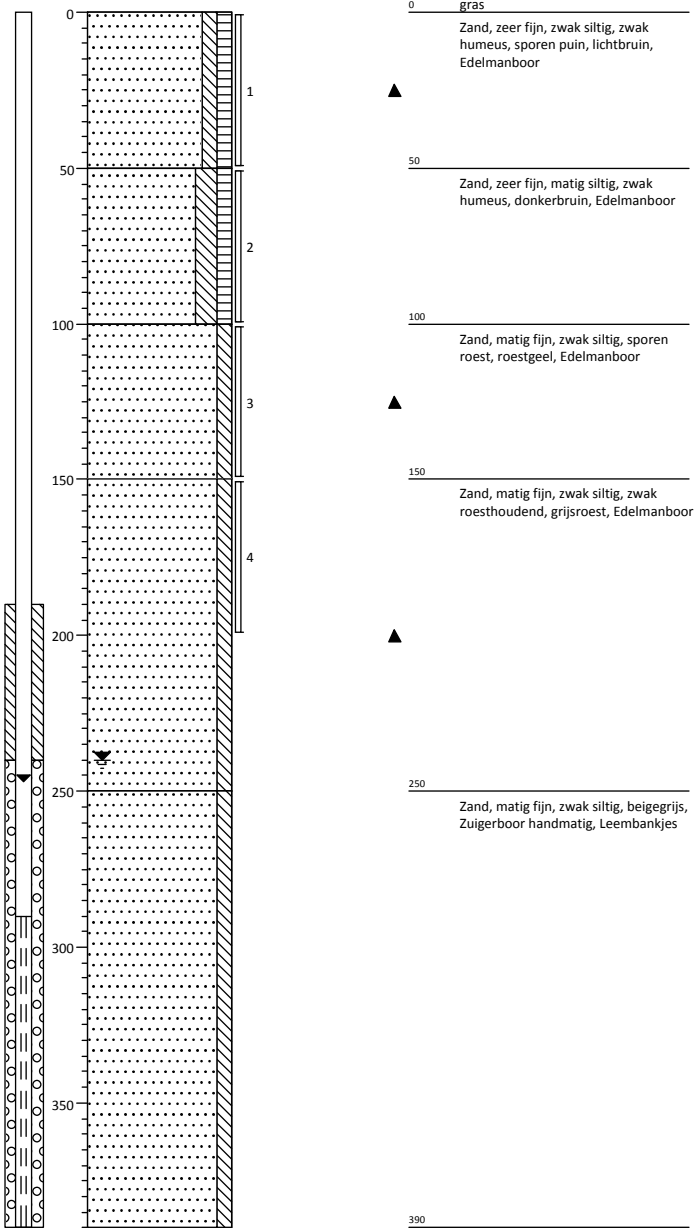 0
50
100
150
200
250
300
350
1
2
3
4
0
gras
Zand, zeer fijn, zwak siltig, zwak
humeus, sporen puin, lichtbruin,
Edelmanboor
50
Zand, zeer fijn, matig siltig, zwak
humeus, donkerbruin, Edelmanboor
100
Zand, matig fijn, zwak siltig, sporen
roest, roestgeel, Edelmanboor
150
Zand, matig fijn, zwak siltig, zwak
roesthoudend, grijsroest, Edelmanboor
250
Zand, matig fijn, zwak siltig, beigegrijs,
Zuigerboor handmatig, Leembankjes
390